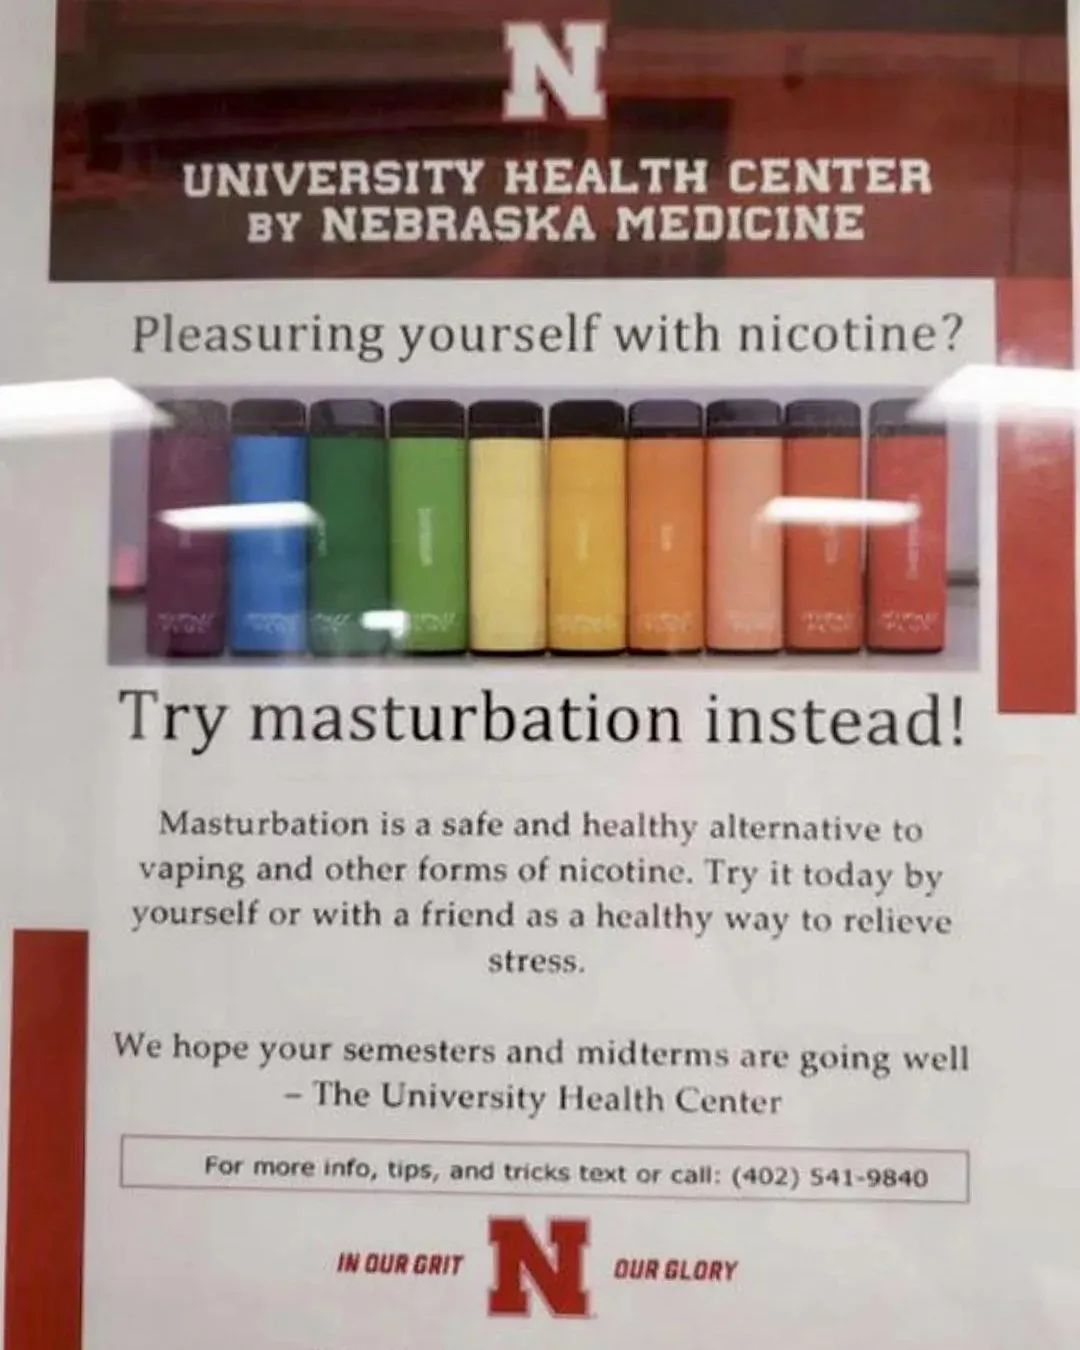 N
UNIVERSITY HEALTH CENTER
BY NEBRASKA MEDICINE
Pleasuring yourself with nicotine?
Try masturbation instead!
Masturbation is a safe and healthy alternative to
vaping and other forms of nicotine. Try it today by
yourself or with a friend as a healthy way to relieve
stress.
We hope your semesters and midterms are going well
– The University Health Center
For more info, tips, and tricks text or call: (402) 541-9840
IN OUR GRIT N OUR GLORY